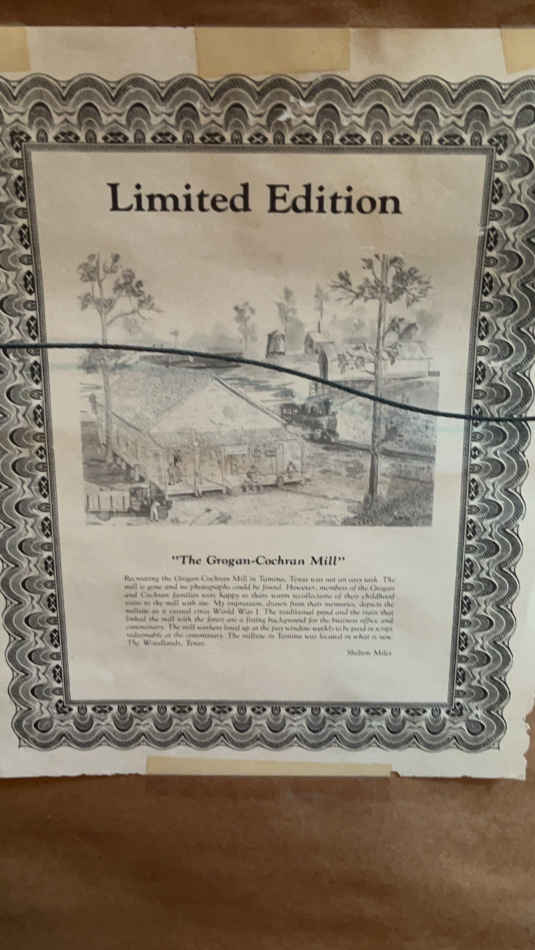 Limited Edition
"The Grogan-Cochran Mill"
Recreating the Grogan-Cochran Mill in Tamina, Texas was not an easy task. The
mill is gone and no photographs could be found. However, members of the Grogan
and Cochran families were happy to share warm recollections of their childhood
visits to the mill with me. My impression, drawn from their memories, depicts the
millsite as it existed circa World War I. The traditional pond and the train that
linked the mill with the forest are a fitting background for the business office and
commissary. The mill workers lined up at the pay window weekly to be paid in scrips
redeemable at the commissary. The millsite in Tamina was located in what is now
The Woodlands, Texas.
Shelton Miles